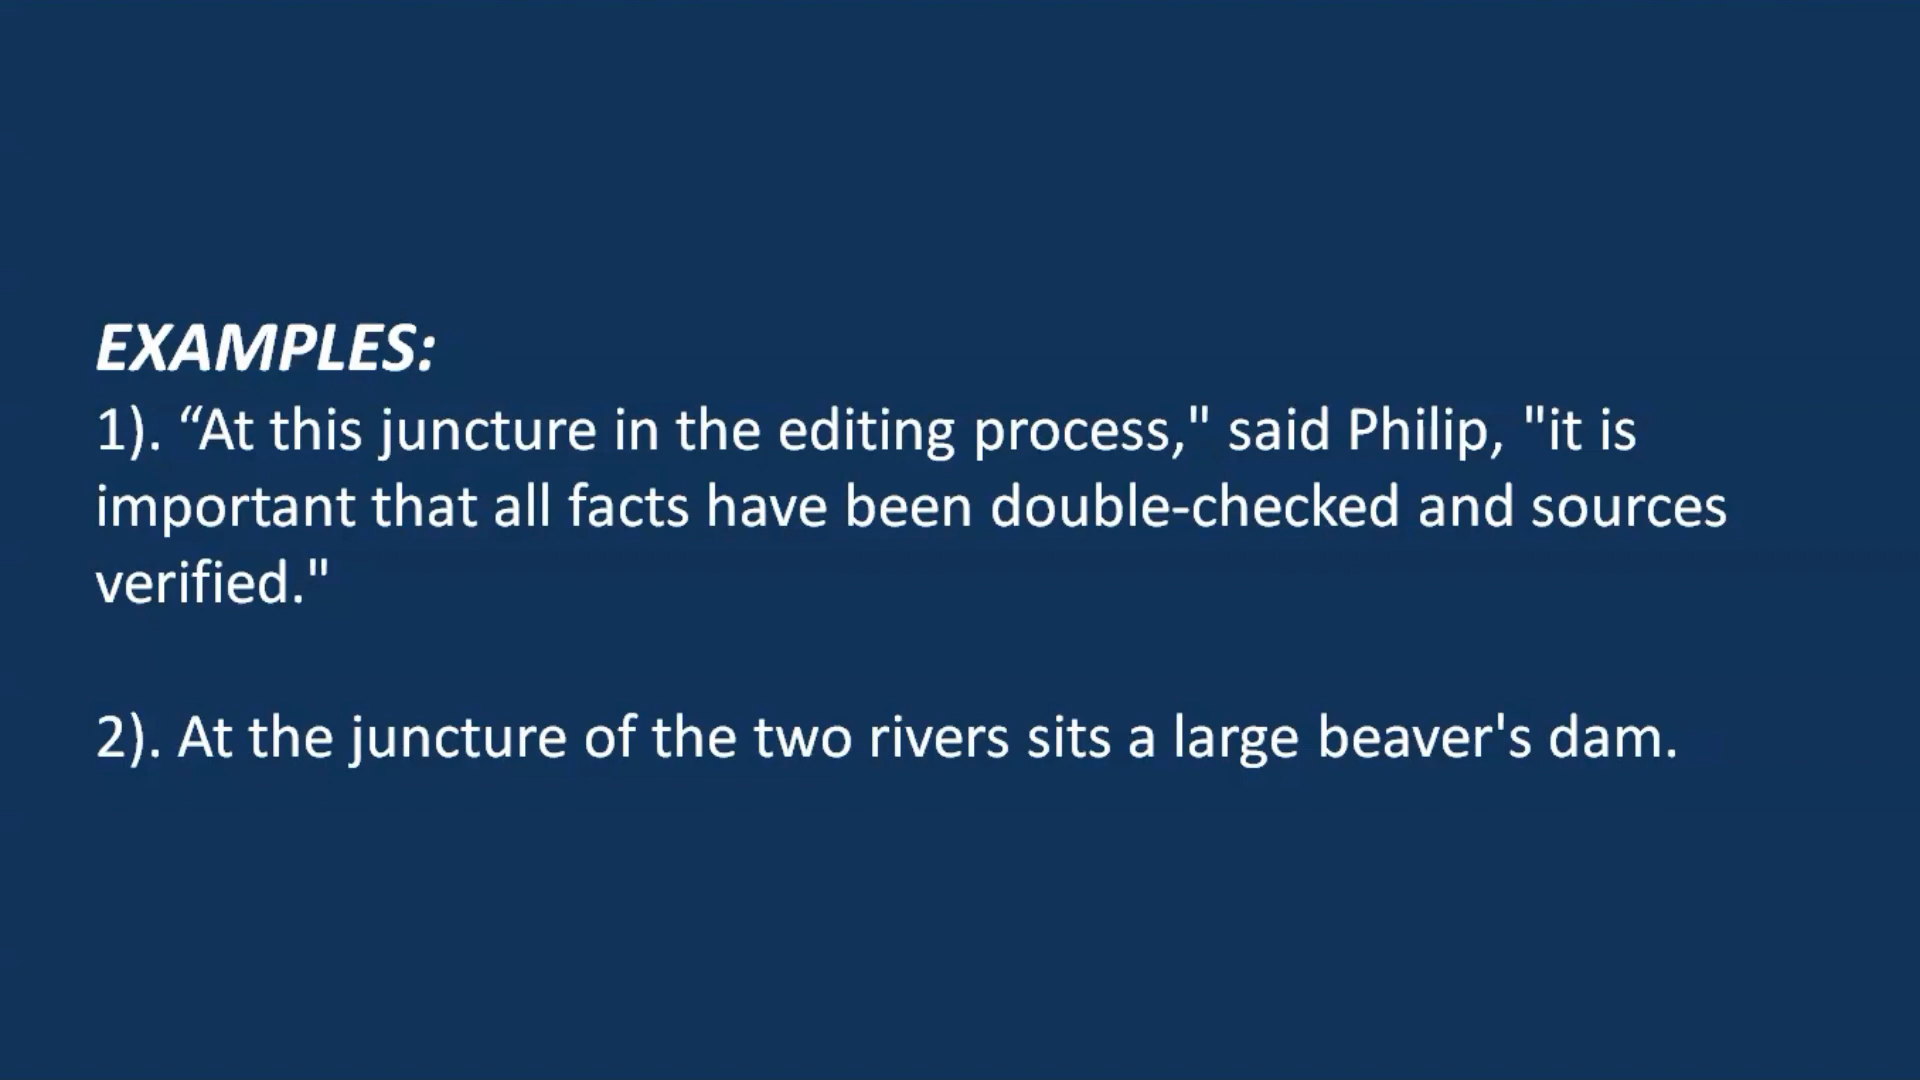 EXAMPLES:
1). “At this juncture in the editing process," said Philip, "it is
important that all facts have been double-checked and sources
verified."
2). At the juncture of the two rivers sits a large beaver's dam.